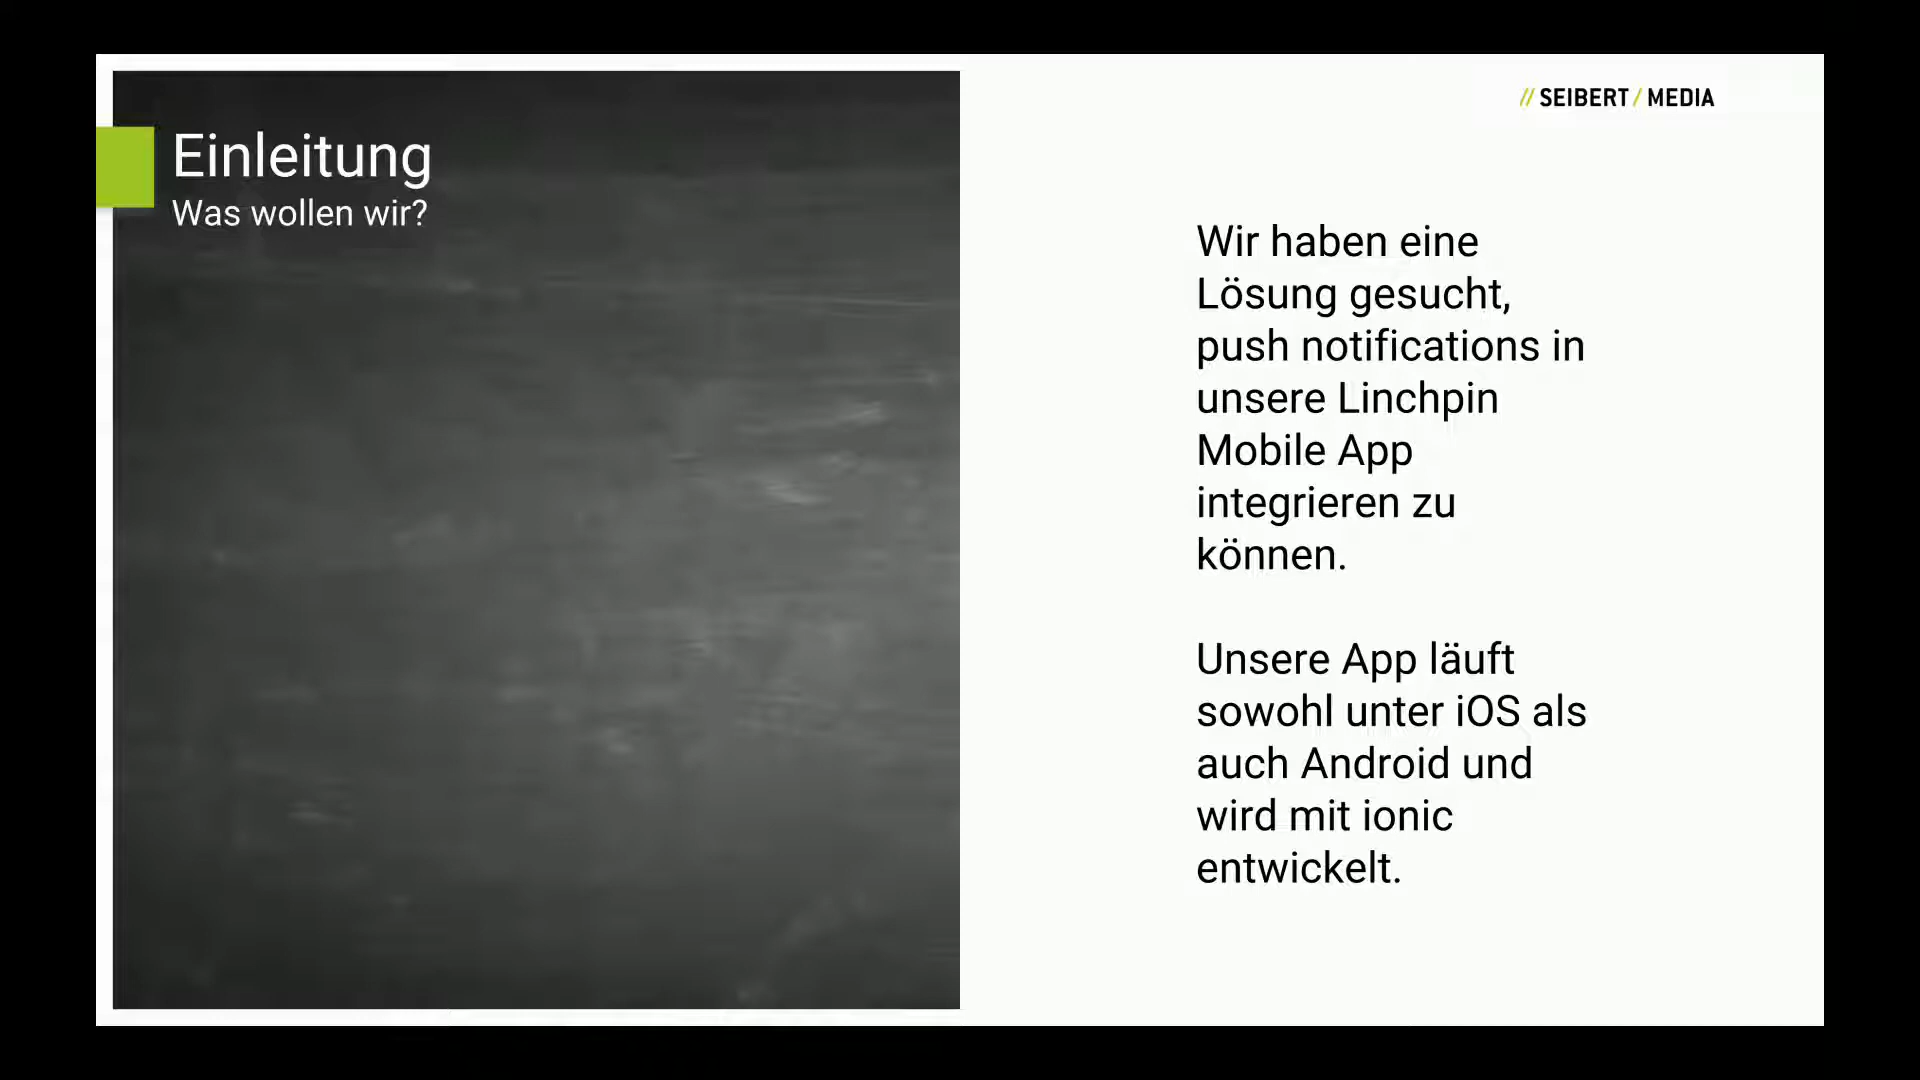 Einleitung
Was wollen wir?
// SEIBERT / MEDIA
Wir haben eine
Lösung gesucht,
push notifications in
unsere Linchpin
Mobile App
integrieren zu
können.
Unsere App läuft
sowohl unter iOS als
auch Android und
wird mit ionic
entwickelt.